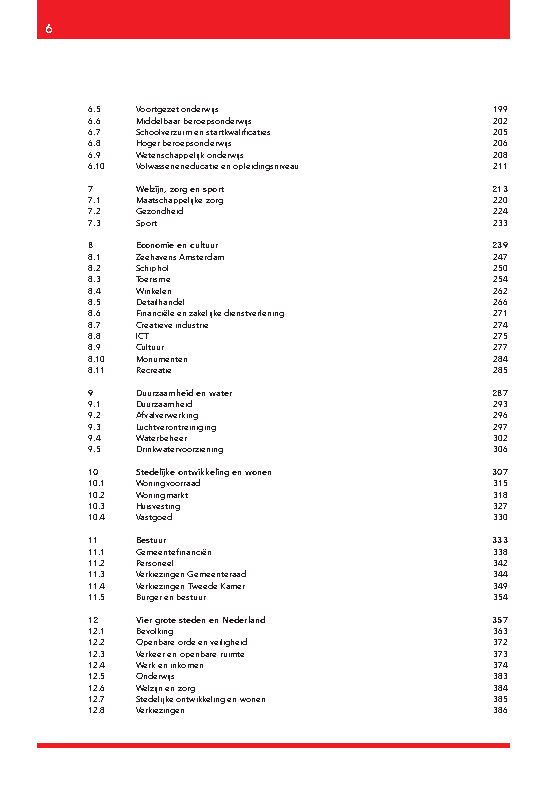 6
6.5 Voortgezet onderwijs 199
6.6 Middelbaar beroepsonderwijs 202
6.7 Schoolverzuim en startkwalificaties 205
6.8 Hoger beroepsonderwijs 206
6.9 Wetenschappelijk onderwijs 208
6.10 Volwasseneneducatie en opleidingsniveau 211
7 Welzijn, zorg en sport 213
7.1 Maatschappelijke zorg 220
7.2 Gezondheid 224
7.3 Sport 233
8 Economie en cultuur 239
8.1 Zeehavens Amsterdam 247
8.2 Schiphol 250
8.3 Toerisme 254
8.4 Winkelen 262
8.5 Detailhandel 266
8.6 Financiële en zakelijke dienstverlening 271
8.7 Creatieve industrie 274
8.8 ICT 275
8.9 Cultuur 277
8.10 Monumenten 284
8.11 Recreatie 285
9 Duurzaamheid en water 287
9.1 Duurzaamheid 293
9.2 Afvalverwerking 296
9.3 Luchtverontreiniging 297
9.4 Waterbeheer 302
9.5 Drinkwatervoorziening 306
10 Stedelijke ontwikkeling en wonen 307
10.1 Woningvoorraad 315
10.2 Woningmarkt 318
10.3 Huisvesting 327
10.4 Vastgoed 330
11 Bestuur 333
11.1 Gemeentefinanciën 338
11.2 Personeel 342
11.3 Verkiezingen Gemeenteraad 344
11.4 Verkiezingen Tweede Kamer 349
11.5 Burger en bestuur 354
12 Vier grote steden en Nederland 357
12.1 Bevolking 363
12.2 Openbare orde en veiligheid 372
12.3 Verkeer en openbare ruimte 373
12.4 Werk en inkomen 374
12.5 Onderwijs 383
12.6 Welzijn en zorg 384
12.7 Stedelijke ontwikkeling en wonen 385
12.8 Verkiezingen 386